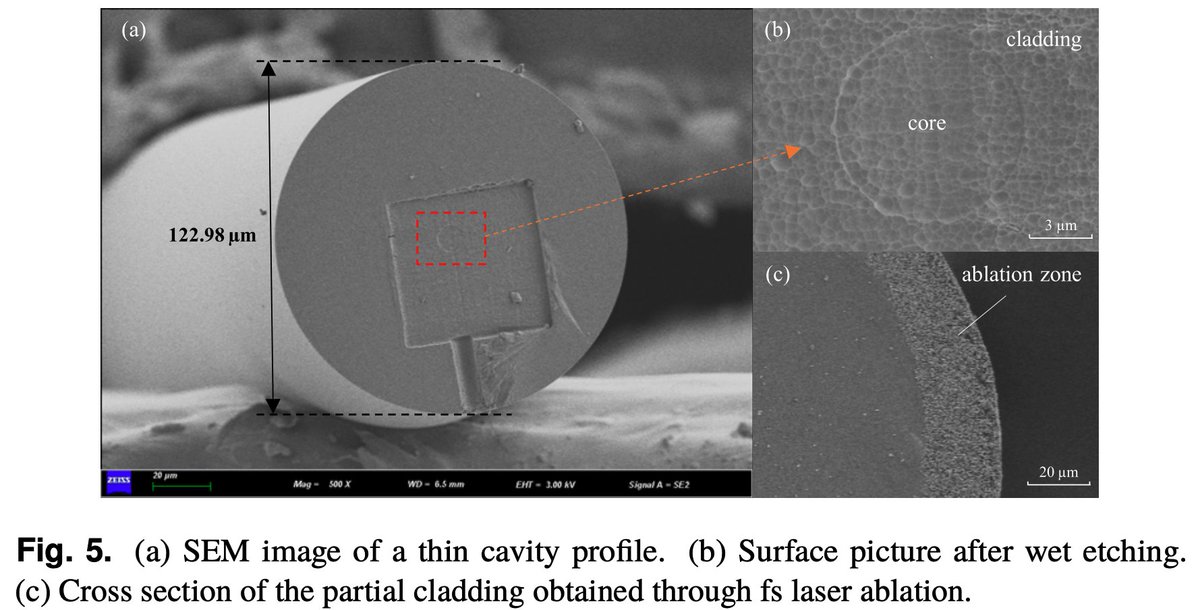 (a)
122.98 µm
ZEISS
20 µm
Mag = 500 X
WD = 6.5 mm
EHT = 3.00 kV
Signal A = SE2
(b)
cladding
core
3 µm
(c)
ablation zone
20 µm
Fig. 5. (a) SEM image of a thin cavity profile. (b) Surface picture after wet etching.
(c) Cross section of the partial cladding obtained through fs laser ablation.